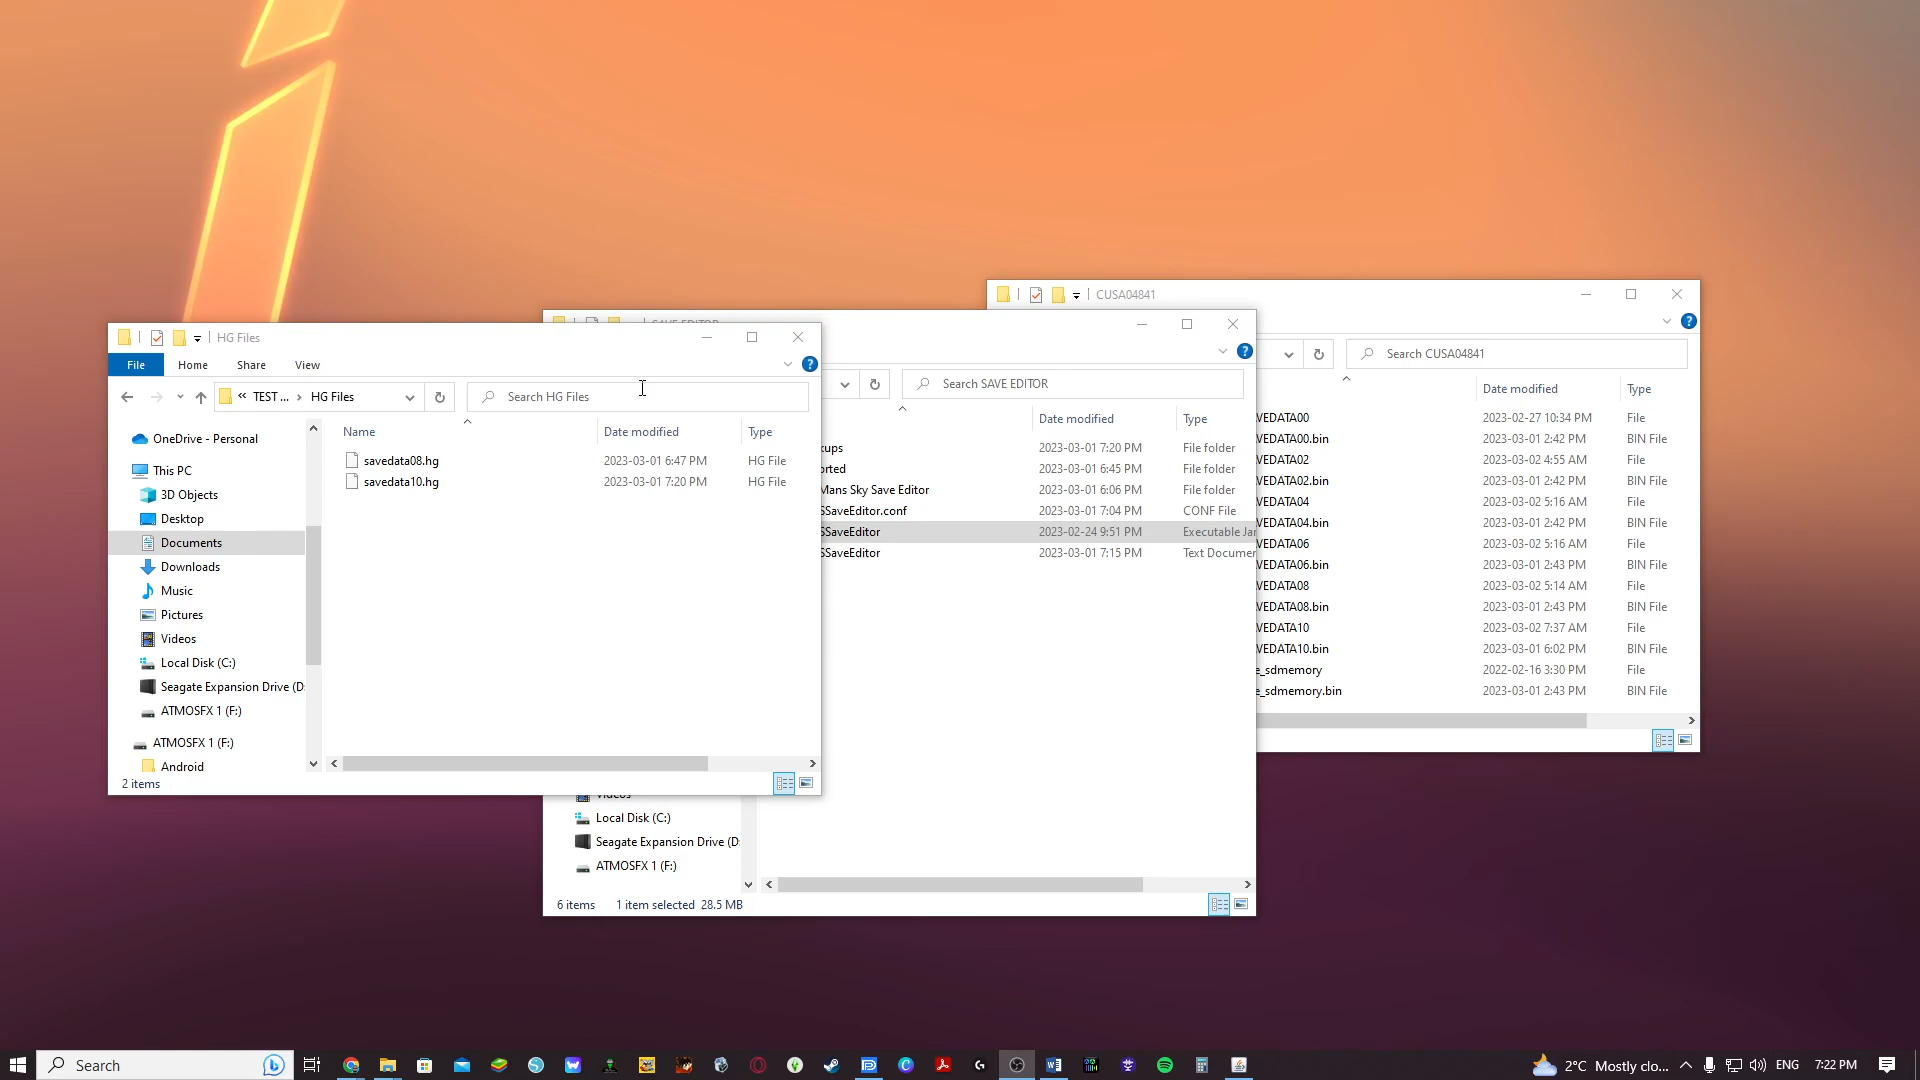 CUSA04841
Search CUSA04841
Date modified
Type
VEDATA00
2023-02-27 10:34 PM
File
VEDATA00.bin
2023-03-01 2:42 PM
BIN File
VEDATA02
2023-03-02 4:55 AM
File
VEDATA02.bin
2023-03-01 2:42 PM
BIN File
VEDATA04
2023-03-02 5:16 AM
File
VEDATA04.bin
2023-03-01 2:42 PM
BIN File
VEDATA06
2023-03-02 5:16 AM
File
VEDATA06.bin
2023-03-01 2:43 PM
BIN File
VEDATA08
2023-03-02 5:14 AM
File
VEDATA08.bin
2023-03-01 2:43 PM
BIN File
VEDATA10
2023-03-02 7:37 AM
File
VEDATA10.bin
2023-03-01 6:02 PM
BIN File
e_sdmemory
2022-02-16 3:30 PM
File
e_sdmemory.bin
2023-03-01 2:43 PM
BIN File
SAVE EDITOR
Search SAVE EDITOR
Date modified
Type
kups
2023-03-01 7:20 PM
File folder
orted
2023-03-01 6:45 PM
File folder
Mans Sky Save Editor
2023-03-01 6:06 PM
File folder
SSaveEditor.conf
2023-03-01 7:04 PM
CONF File
SSaveEditor
2023-02-24 9:51 PM
Executable Jar
SSaveEditor
2023-03-01 7:15 PM
Text Documen
Videos
Local Disk (C:)
Seagate Expansion Drive (D:
ATMOSFX 1 (F:)
6 items
1 item selected 28.5 MB
HG Files
File
Home
Share
View
« TEST ... › HG Files
Search HG Files
Name
Date modified
Type
savedata08.hg
2023-03-01 6:47 PM
HG File
savedata10.hg
2023-03-01 7:20 PM
HG File
OneDrive - Personal
This PC
3D Objects
Desktop
Documents
Downloads
Music
Pictures
Videos
Local Disk (C:)
Seagate Expansion Drive (D:
ATMOSFX 1 (F:)
ATMOSFX 1 (F:)
Android
2 items
Search
2°C Mostly clo...
ENG
7:22 PM